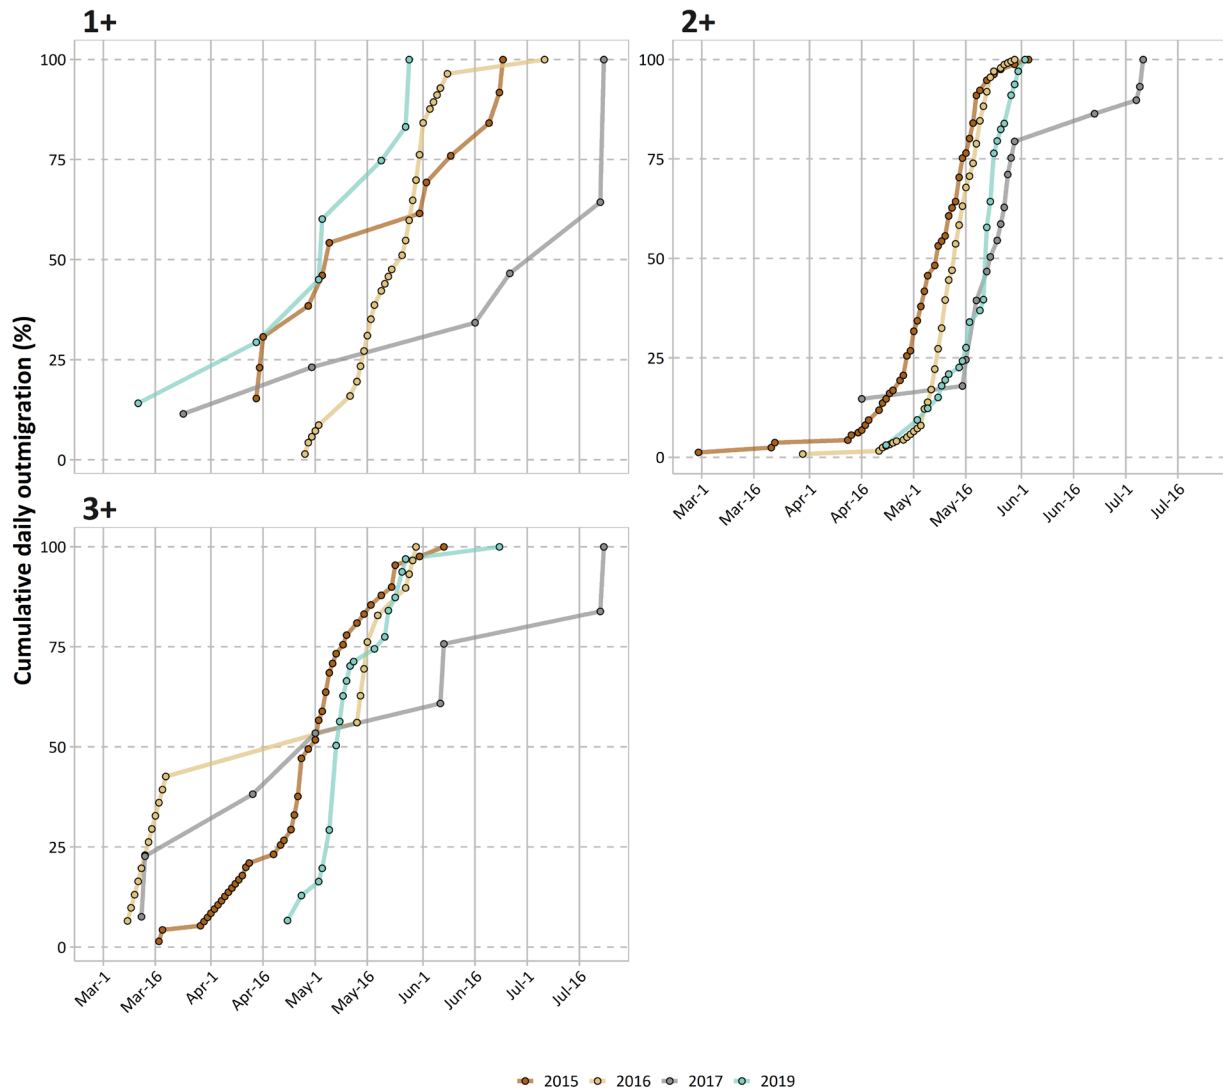 1+
2+
100
75
50
25
0
100
75
50
25
0
Mar-1
Mar-16
Apr-1
Apr-16
May-1
May-16
Jun-1
Jun-16
Jul-1
Jul-16
Cumulative daily outmigration (%)
3+
100
75
50
25
0
Mar-1
Mar-16
Apr-1
Apr-16
May-1
May-16
Jun-1
Jun-16
Jul-1
Jul-16
2015 2016 2017 2019